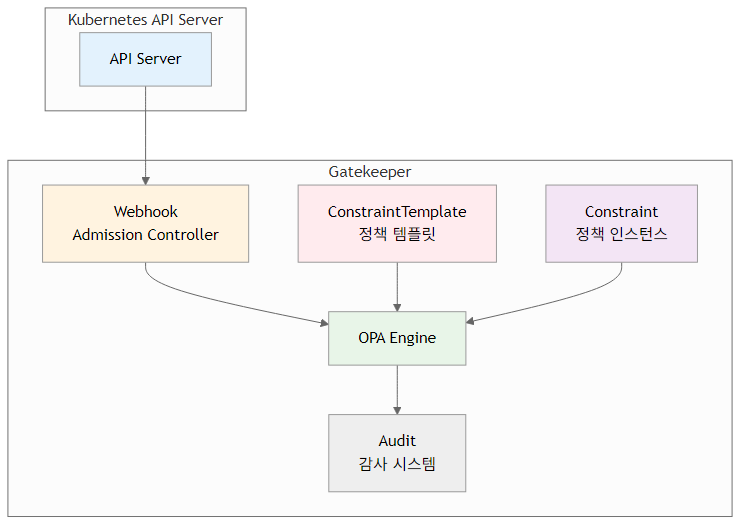 Kubernetes API Server
API Server
Gatekeeper
Webhook
Admission Controller
ConstraintTemplate
정책 템플릿
Constraint
정책 인스턴스
OPA Engine
Audit
감사 시스템